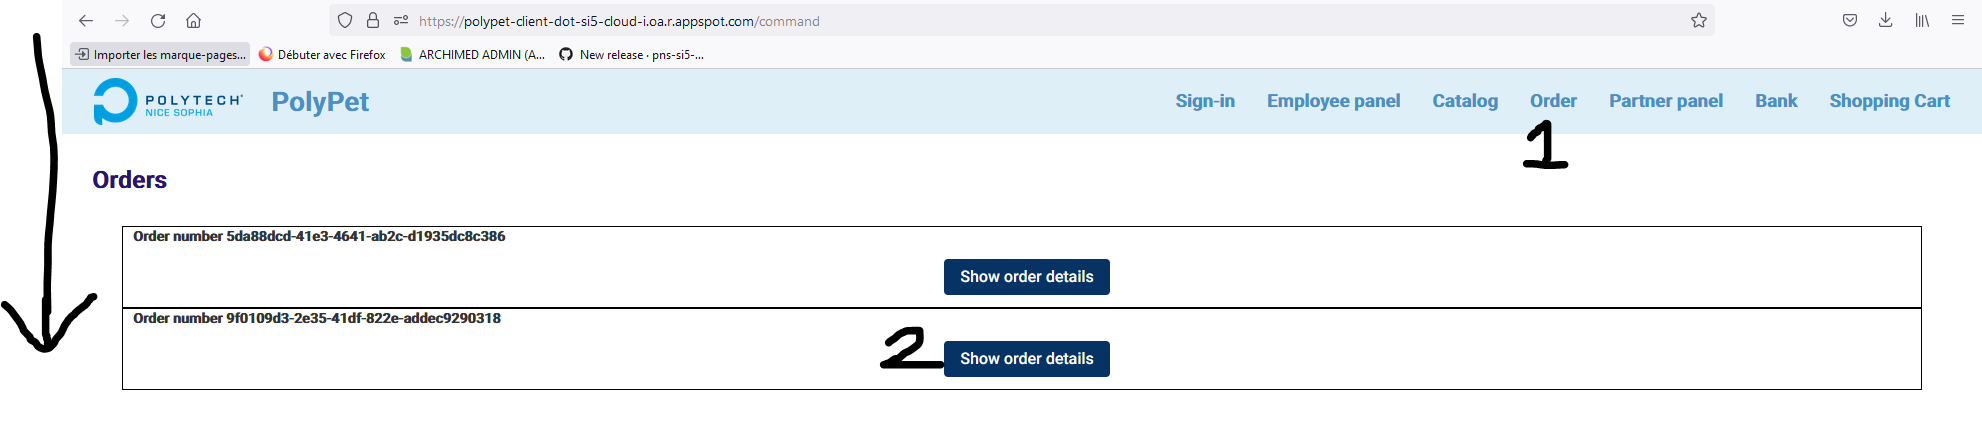 https://polypet-client-dot-si5-cloud-i.oa.r.appspot.com/command
Importer les marque-pages... Débuter avec Firefox ARCHIMED ADMIN (A... New release · pns-si5-...
POLYTECH®
NICE SOPHIA
PolyPet Sign-in Employee panel Catalog Order Partner panel Bank Shopping Cart
1
Orders
Order number 5da88dcd-41e3-4641-ab2c-d1935dc8c386
Show order details
Order number 9f0109d3-2e35-41df-822e-addec9290318
2 Show order details